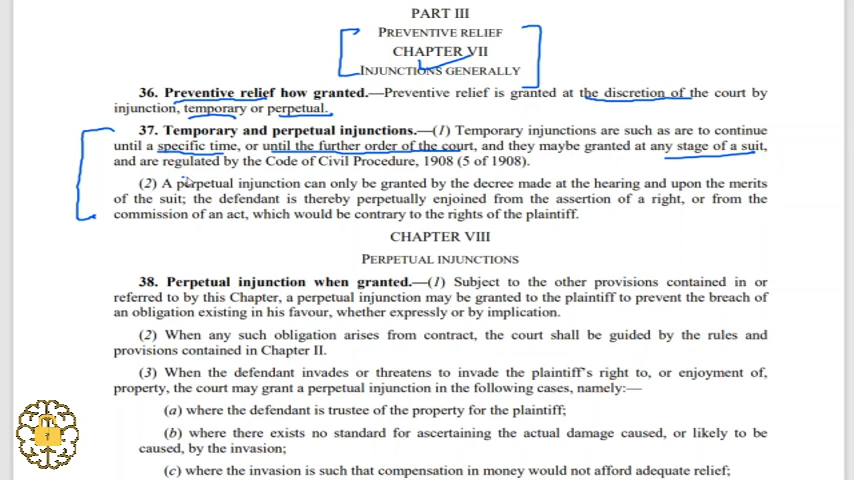 PART III
PREVENTIVE RELIEF
CHAPTER VII
INJUNCTIONS GENERALLY
36. Preventive relief how granted.—Preventive relief is granted at the discretion of the court by
injunction, temporary or perpetual.
37. Temporary and perpetual injunctions.—(1) Temporary injunctions are such as are to continue
until a specific time, or until the further order of the court, and they maybe granted at any stage of a suit,
and are regulated by the Code of Civil Procedure, 1908 (5 of 1908).
(2) A perpetual injunction can only be granted by the decree made at the hearing and upon the merits
of the suit; the defendant is thereby perpetually enjoined from the assertion of a right, or from the
commission of an act, which would be contrary to the rights of the plaintiff.
CHAPTER VIII
PERPETUAL INJUNCTIONS
38. Perpetual injunction when granted.—(1) Subject to the other provisions contained in or
referred to by this Chapter, a perpetual injunction may be granted to the plaintiff to prevent the breach of
an obligation existing in his favour, whether expressly or by implication.
(2) When any such obligation arises from contract, the court shall be guided by the rules and
provisions contained in Chapter II.
(3) When the defendant invades or threatens to invade the plaintiff's right to, or enjoyment of,
property, the court may grant a perpetual injunction in the following cases, namely:—
(a) where the defendant is trustee of the property for the plaintiff;
(b) where there exists no standard for ascertaining the actual damage caused, or likely to be
caused, by the invasion;
(c) where the invasion is such that compensation in money would not afford adequate relief;